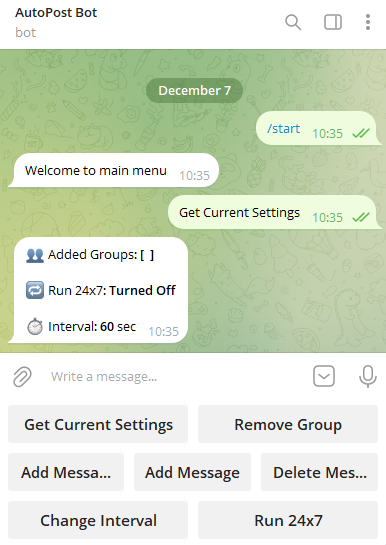 AutoPost Bot
bot
December 7
/start 10:35
Welcome to main menu 10:35
Get Current Settings 10:35
👥 Added Groups: [ ]
🔁 Run 24x7: Turned Off
⏱ Interval: 60 sec 10:35
Write a message...
Get Current Settings
Remove Group
Add Messa...
Add Message
Delete Mes...
Change Interval
Run 24x7